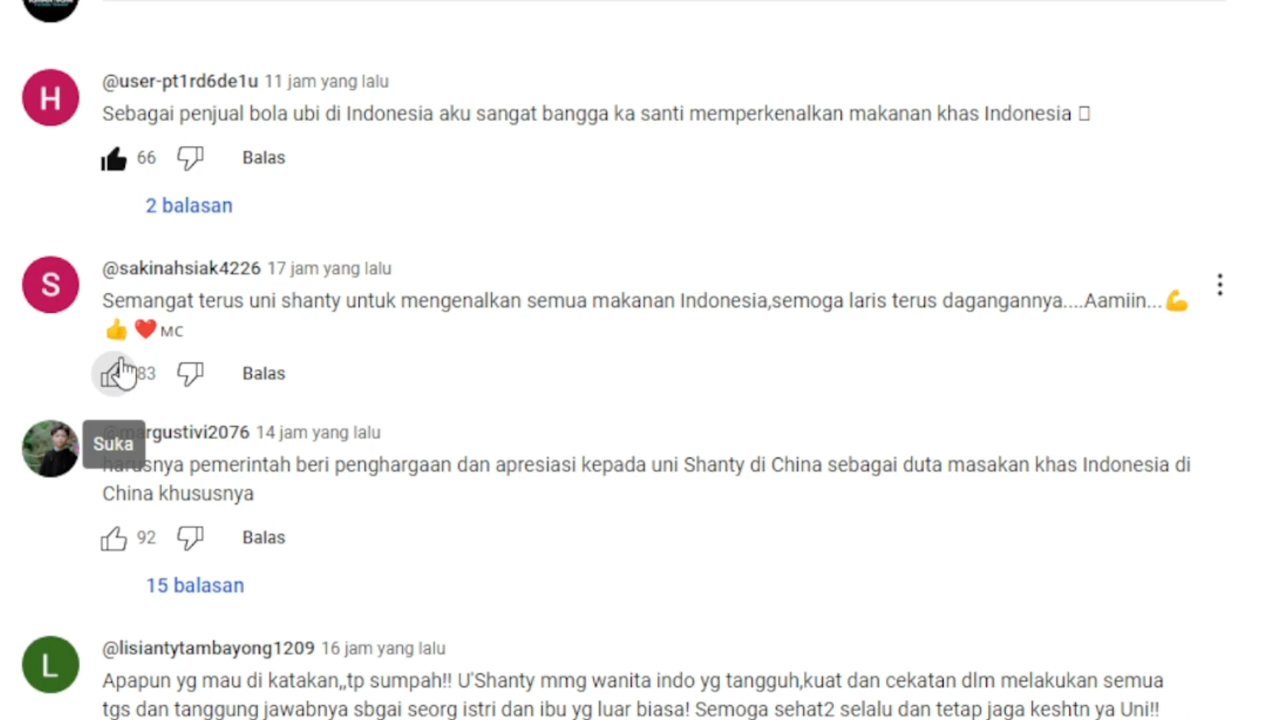 H
@user-pt1rd6de1u 11 jam yang lalu
Sebagai penjual bola ubi di Indonesia aku sangat bangga ka santi memperkenalkan makanan khas Indonesia
66 Balas
2 balasan
S
@sakinahsiak4226 17 jam yang lalu
Semangat terus uni shanty untuk mengenalkan semua makanan Indonesia,semoga laris terus dagangannya....Aamiin...💪
👍 ❤️ MC
83 Balas
margustivi2076 14 jam yang lalu
Suka
harusnya pemerintah beri penghargaan dan apresiasi kepada uni Shanty di China sebagai duta masakan khas Indonesia di
China khususnya
92 Balas
15 balasan
L
@lisiantytambayong1209 16 jam yang lalu
Apapun yg mau di katakan,,tp sumpah!! U'Shanty mmg wanita indo yg tangguh,kuat dan cekatan dlm melakukan semua
tgs dan tanggung jawabnya sbgai seorg istri dan ibu yg luar biasa! Semoga sehat2 selalu dan tetap jaga keshtn ya Uni!!